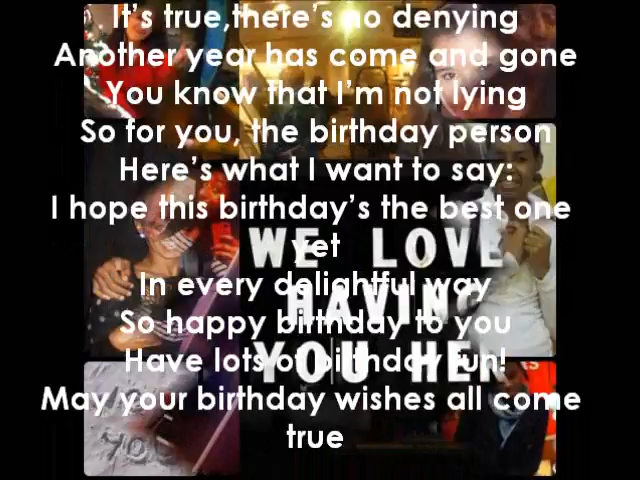 It's true,there's no denying
Another year has come and gone
You know that I'm not lying
So for you, the birthday person
Here's what I want to say:
I hope this birthday's the best one
yet
WE LOVE
In every delightful way
HAVING
So happy birthday to you
Have lots of birthday fun!
YOU HER
May your birthday wishes all come
true
YOU